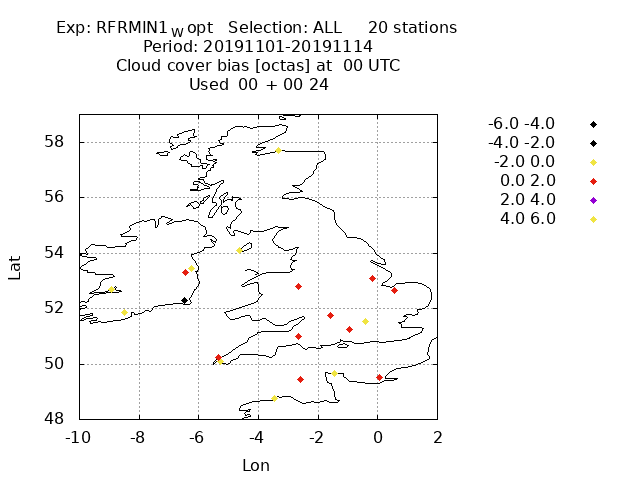 Exp: RFRMIN1_W opt   Selection: ALL     20 stations
Period: 20191101-20191114
Cloud cover bias [octas] at  00 UTC
Used  00 + 00 24
-6.0 -4.0
-4.0 -2.0
-2.0 0.0
0.0 2.0
2.0 4.0
4.0 6.0
58
56
54
52
50
48
Lat
-10 -8 -6 -4 -2 0 2
Lon